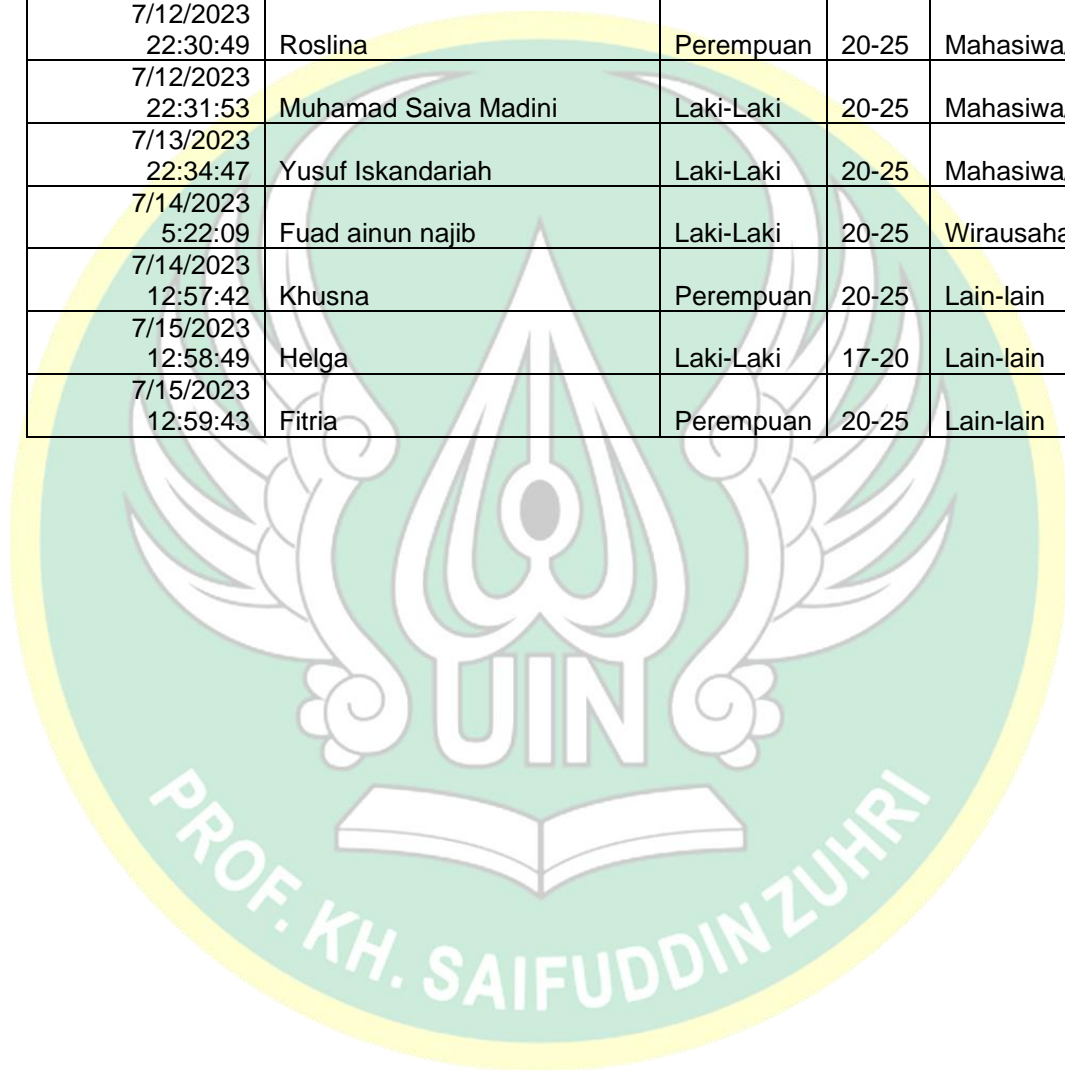 7/12/2023
22:30:49 Roslina Perempuan 20-25 Mahasiwa/
7/12/2023
22:31:53 Muhamad Saiva Madini Laki-Laki 20-25 Mahasiwa/
7/13/2023
22:34:47 Yusuf Iskandariah Laki-Laki 20-25 Mahasiwa/
7/14/2023
5:22:09 Fuad ainun najib Laki-Laki 20-25 Wirausaha
7/14/2023
12:57:42 Khusna Perempuan 20-25 Lain-lain
7/15/2023
12:58:49 Helga Laki-Laki 17-20 Lain-lain
7/15/2023
12:59:43 Fitria Perempuan 20-25 Lain-lain
UIN
PROF. KH. SAIFUDDIN ZUHRI